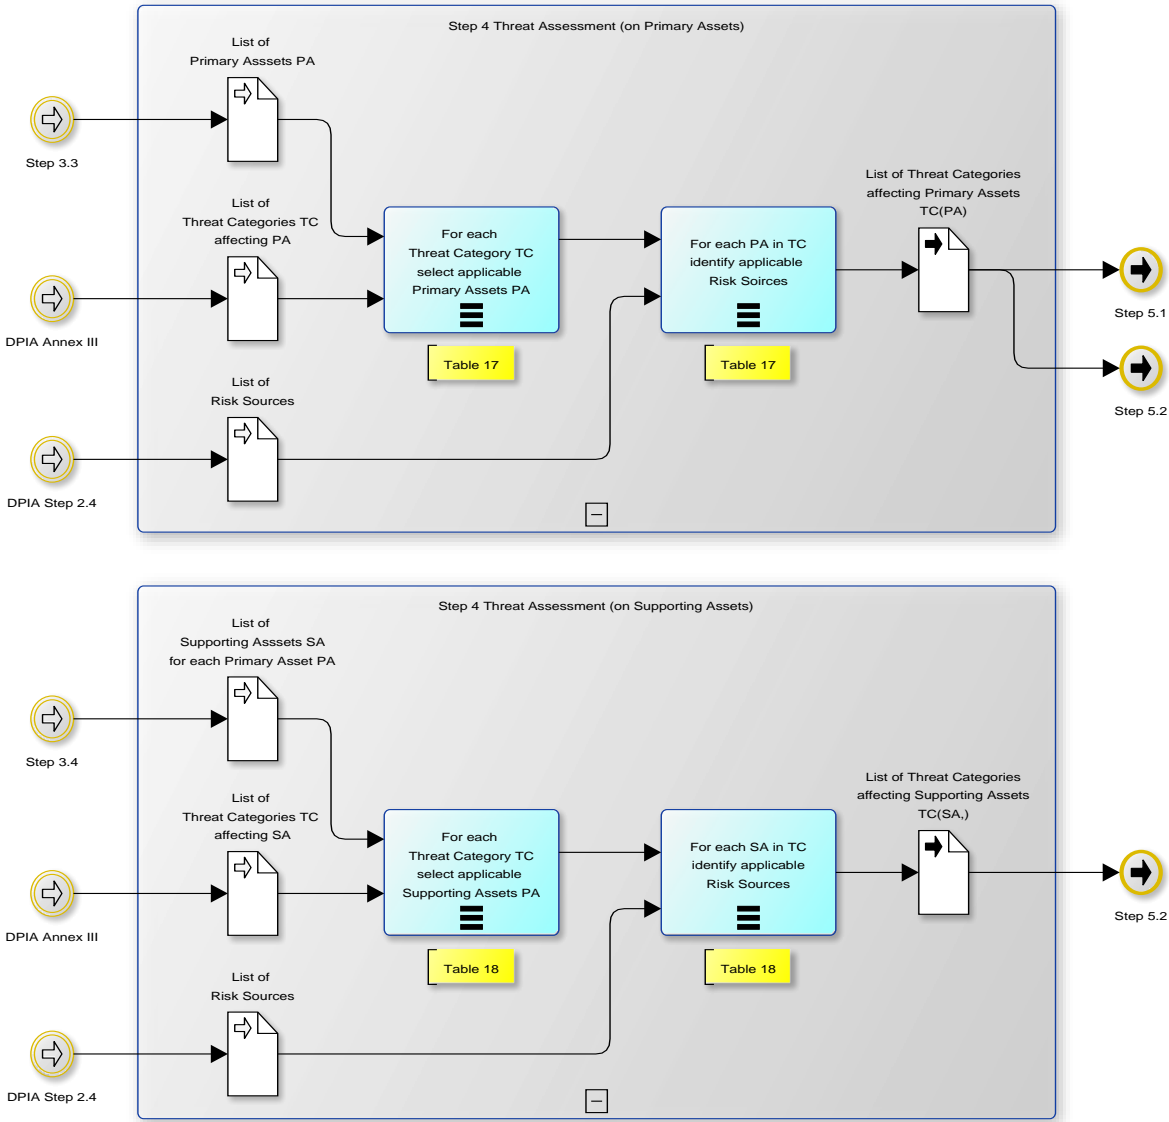 Step 4 Threat Assessment (on Primary Assets)
List of
Primary Asssets PA
Step 3.3
List of
Threat Categories TC
affecting PA
DPIA Annex III
List of
Risk Sources
DPIA Step 2.4
For each
Threat Category TC
select applicable
Primary Assets PA
Table 17
For each PA in TC
identify applicable
Risk Soirces
Table 17
List of Threat Categories
affecting Primary Assets
TC(PA)
Step 5.1
Step 5.2
Step 4 Threat Assessment (on Supporting Assets)
List of
Supporting Asssets SA
for each Primary Asset PA
Step 3.4
List of
Threat Categories TC
affecting SA
DPIA Annex III
List of
Risk Sources
DPIA Step 2.4
For each
Threat Category TC
select applicable
Supporting Assets PA
Table 18
For each SA in TC
identify applicable
Risk Sources
Table 18
List of Threat Categories
affecting Supporting Assets
TC(SA,)
Step 5.2